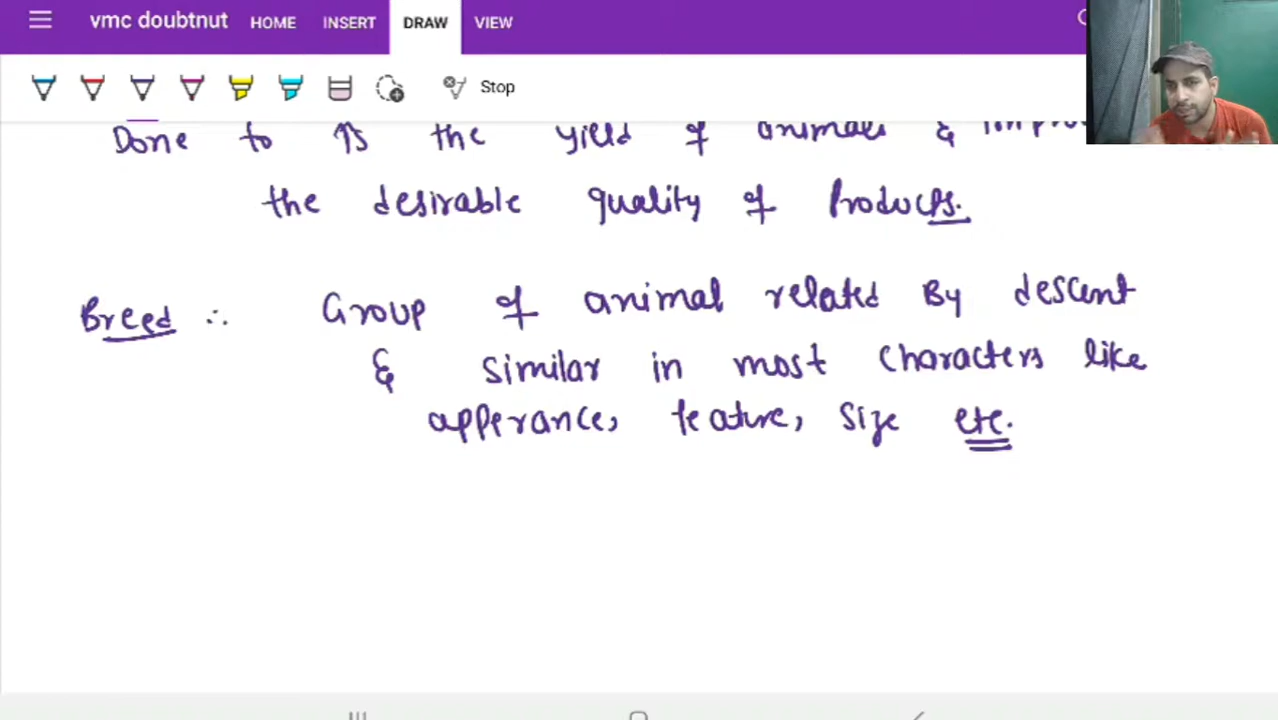 vmc doubtnut HOME INSERT DRAW VIEW
Stop
Done to ⇑s the yield of animals &
the desirable quality of Products.
Breed ∴ Group of animal related By descent
& similar in most characters like
apperance, feature, size etc.